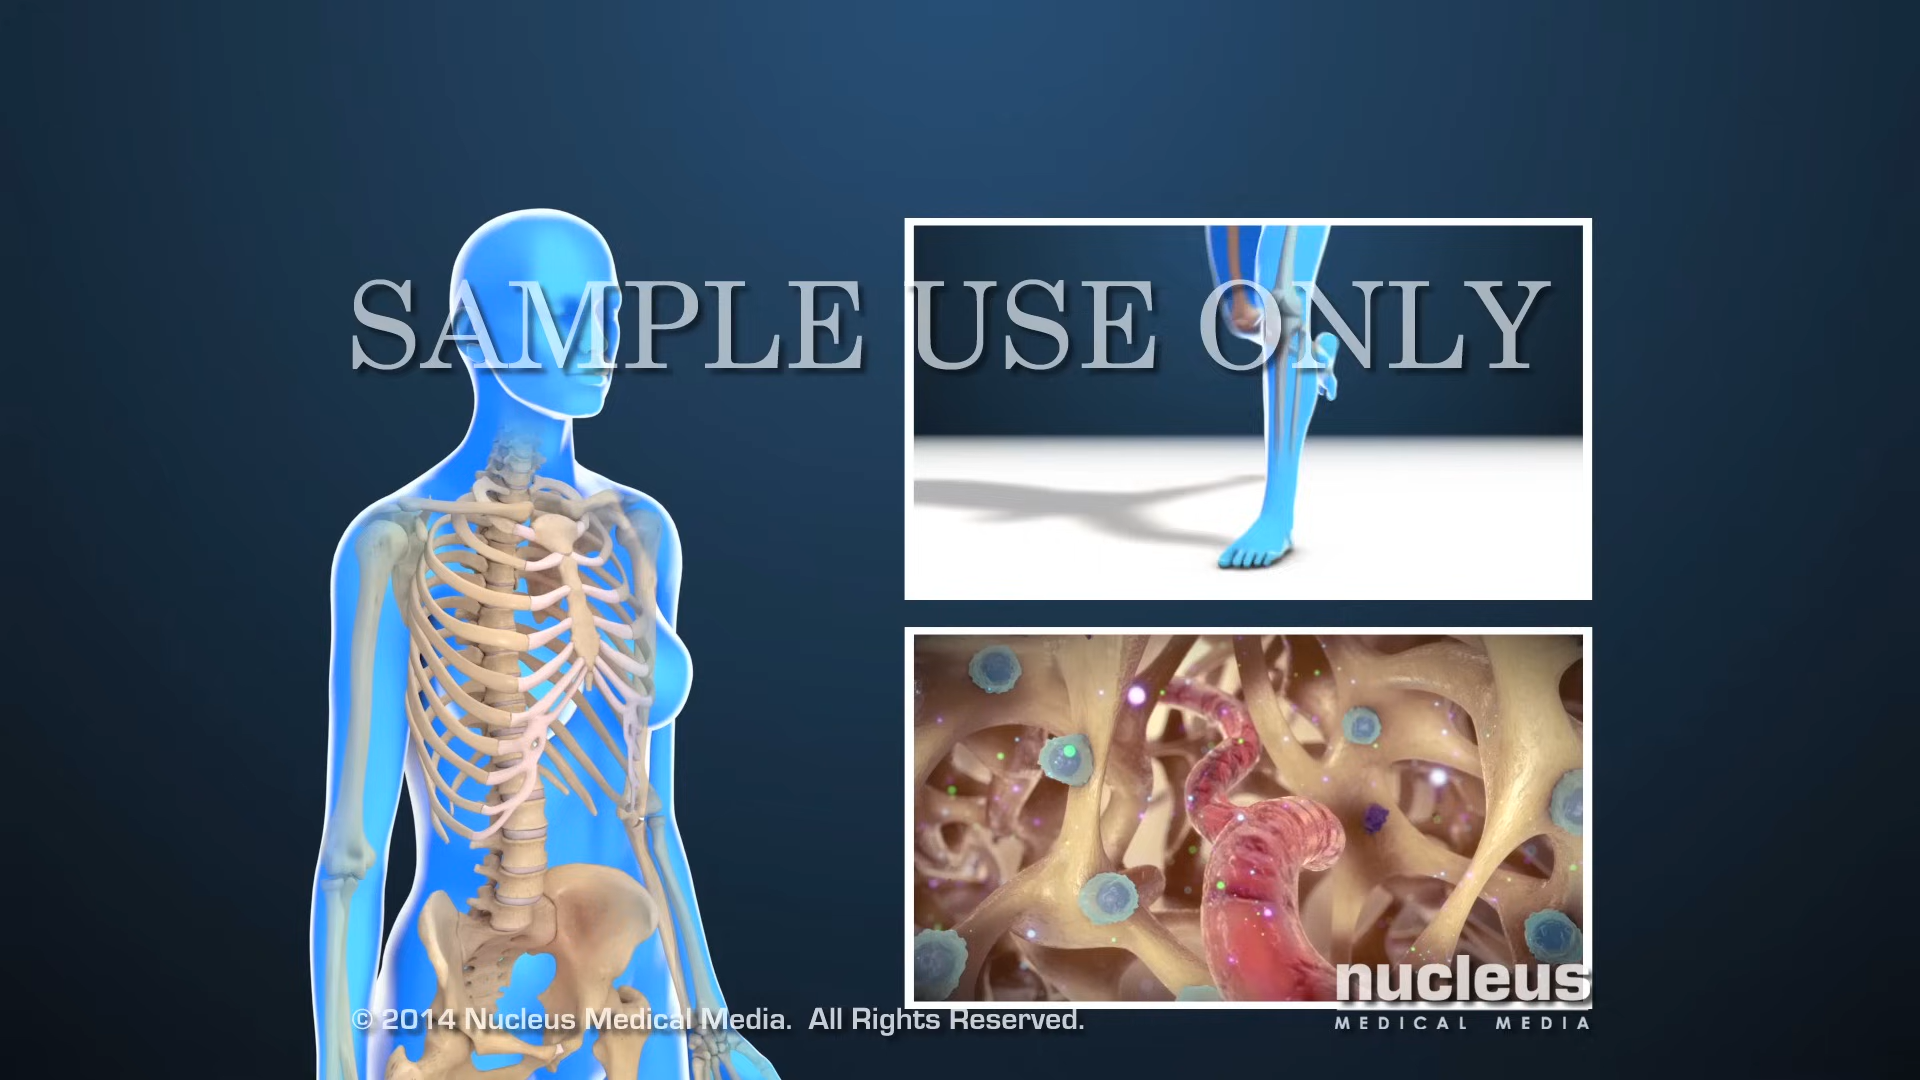 SAMPLE USE ONLY
nucleus
MEDICAL MEDIA
© 2014 Nucleus Medical Media. All Rights Reserved.